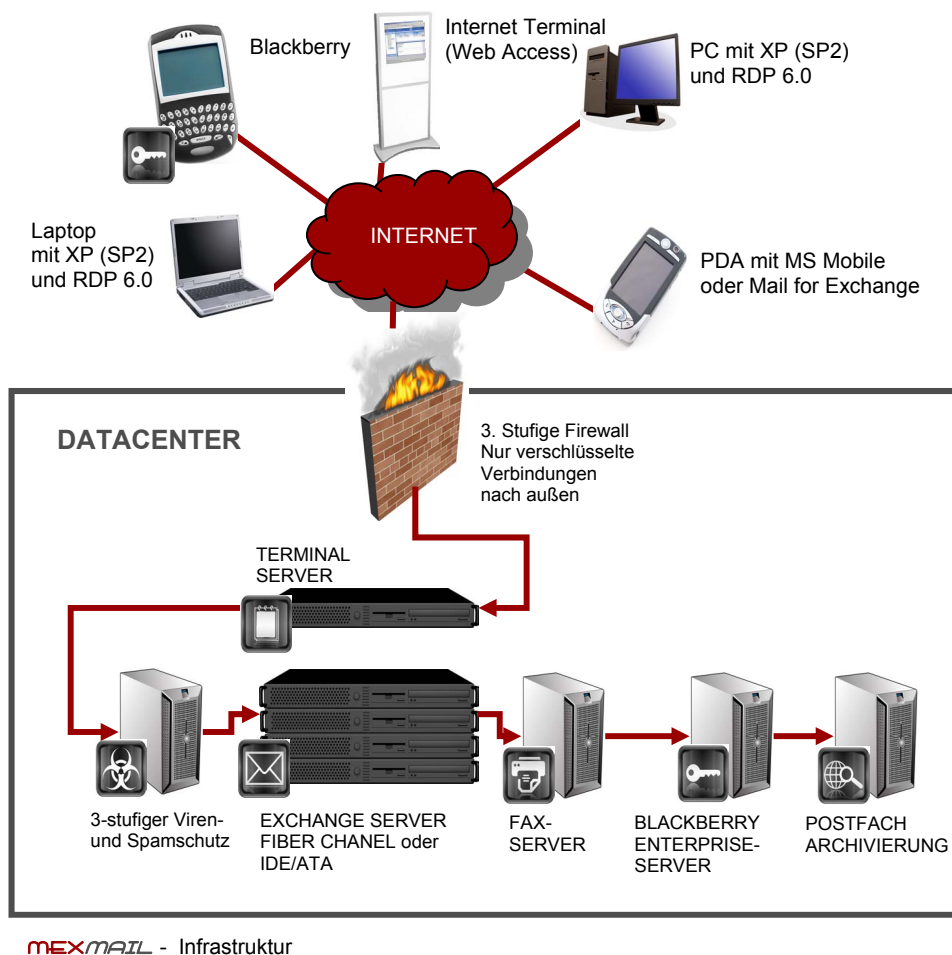 Blackberry
Internet Terminal
(Web Access)
PC mit XP (SP2)
und RDP 6.0
Laptop
mit XP (SP2)
und RDP 6.0
INTERNET
PDA mit MS Mobile
oder Mail for Exchange
DATACENTER
3. Stufige Firewall
Nur verschlüsselte
Verbindungen
nach außen
TERMINAL
SERVER
3-stufiger Viren-
und Spamschutz
EXCHANGE SERVER
FIBER CHANEL oder
IDE/ATA
FAX-
SERVER
BLACKBERRY
ENTERPRISE-
SERVER
POSTFACH
ARCHIVIERUNG
MEXMAIL - Infrastruktur